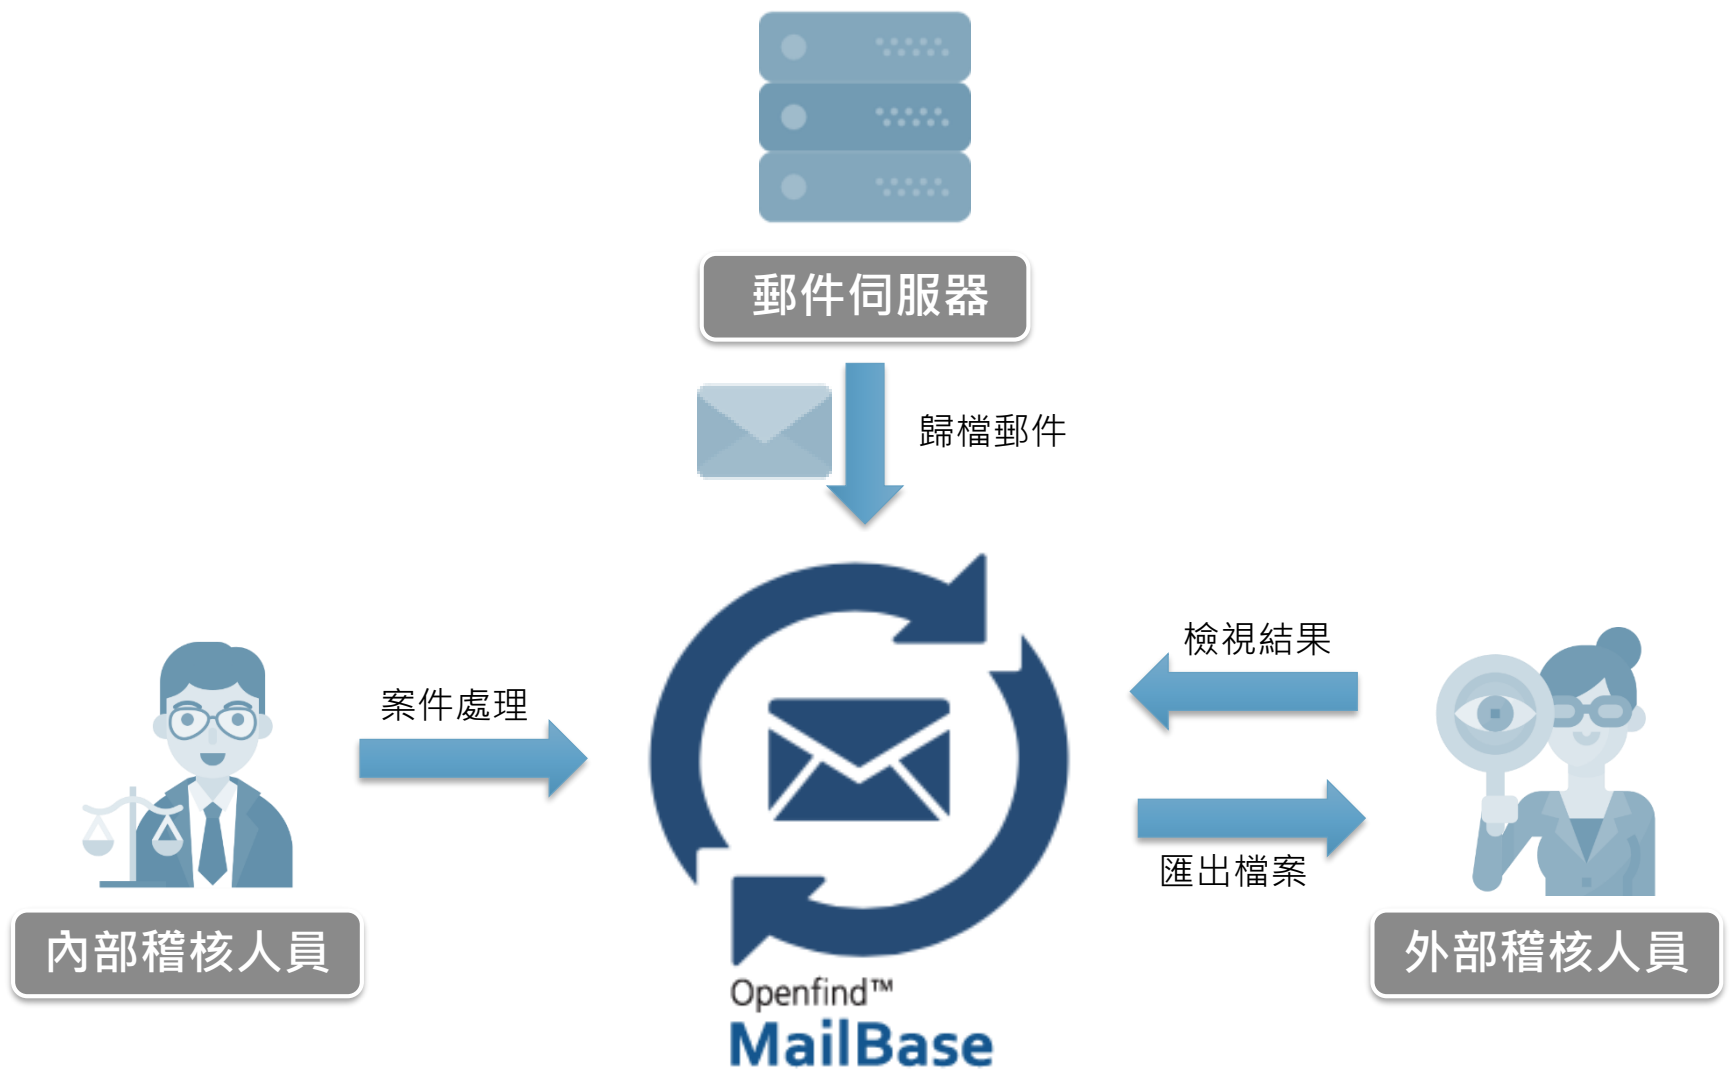 郵件伺服器
歸檔郵件
檢視結果
案件處理
匯出檔案
內部稽核人員
外部稽核人員
Openfind™
MailBase